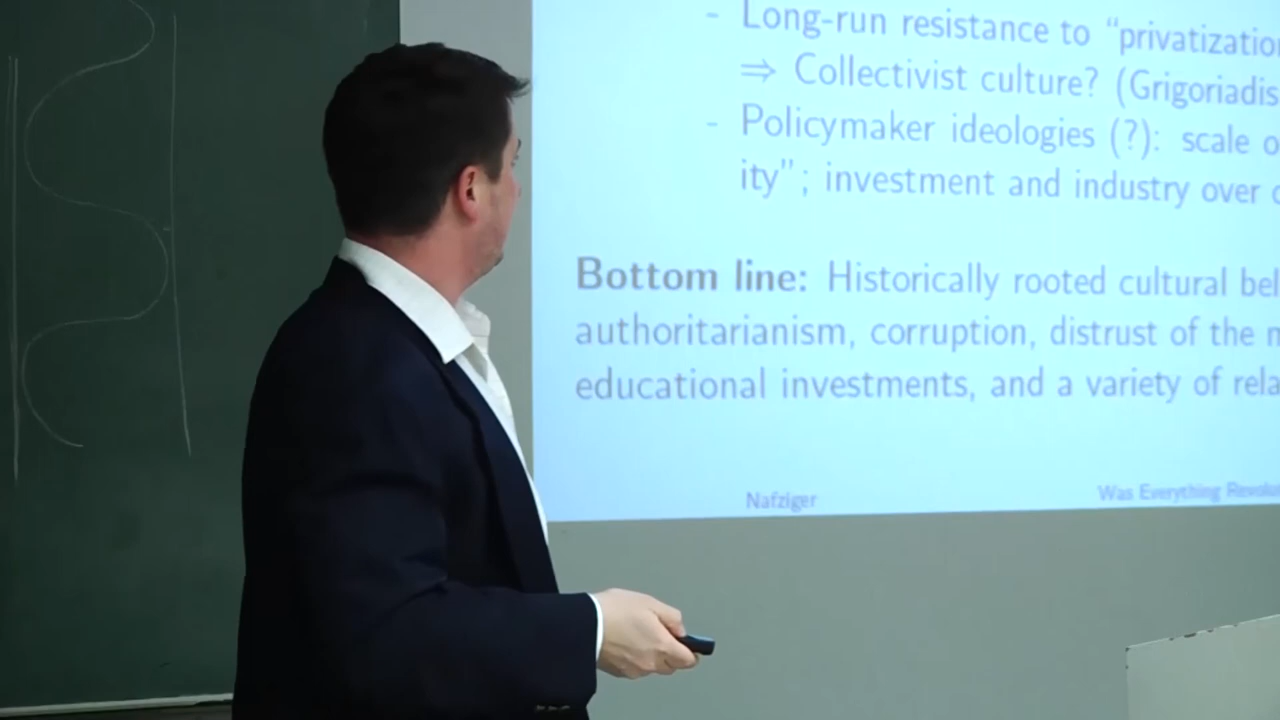 - Long-run resistance to “privatization
⇒ Collectivist culture? (Grigoriadis
- Policymaker ideologies (?): scale o
ity”; investment and industry over
Bottom line: Historically rooted cultural bel
authoritarianism, corruption, distrust of the
educational investments, and a variety of rela
Nafziger
Was Everything Revolu